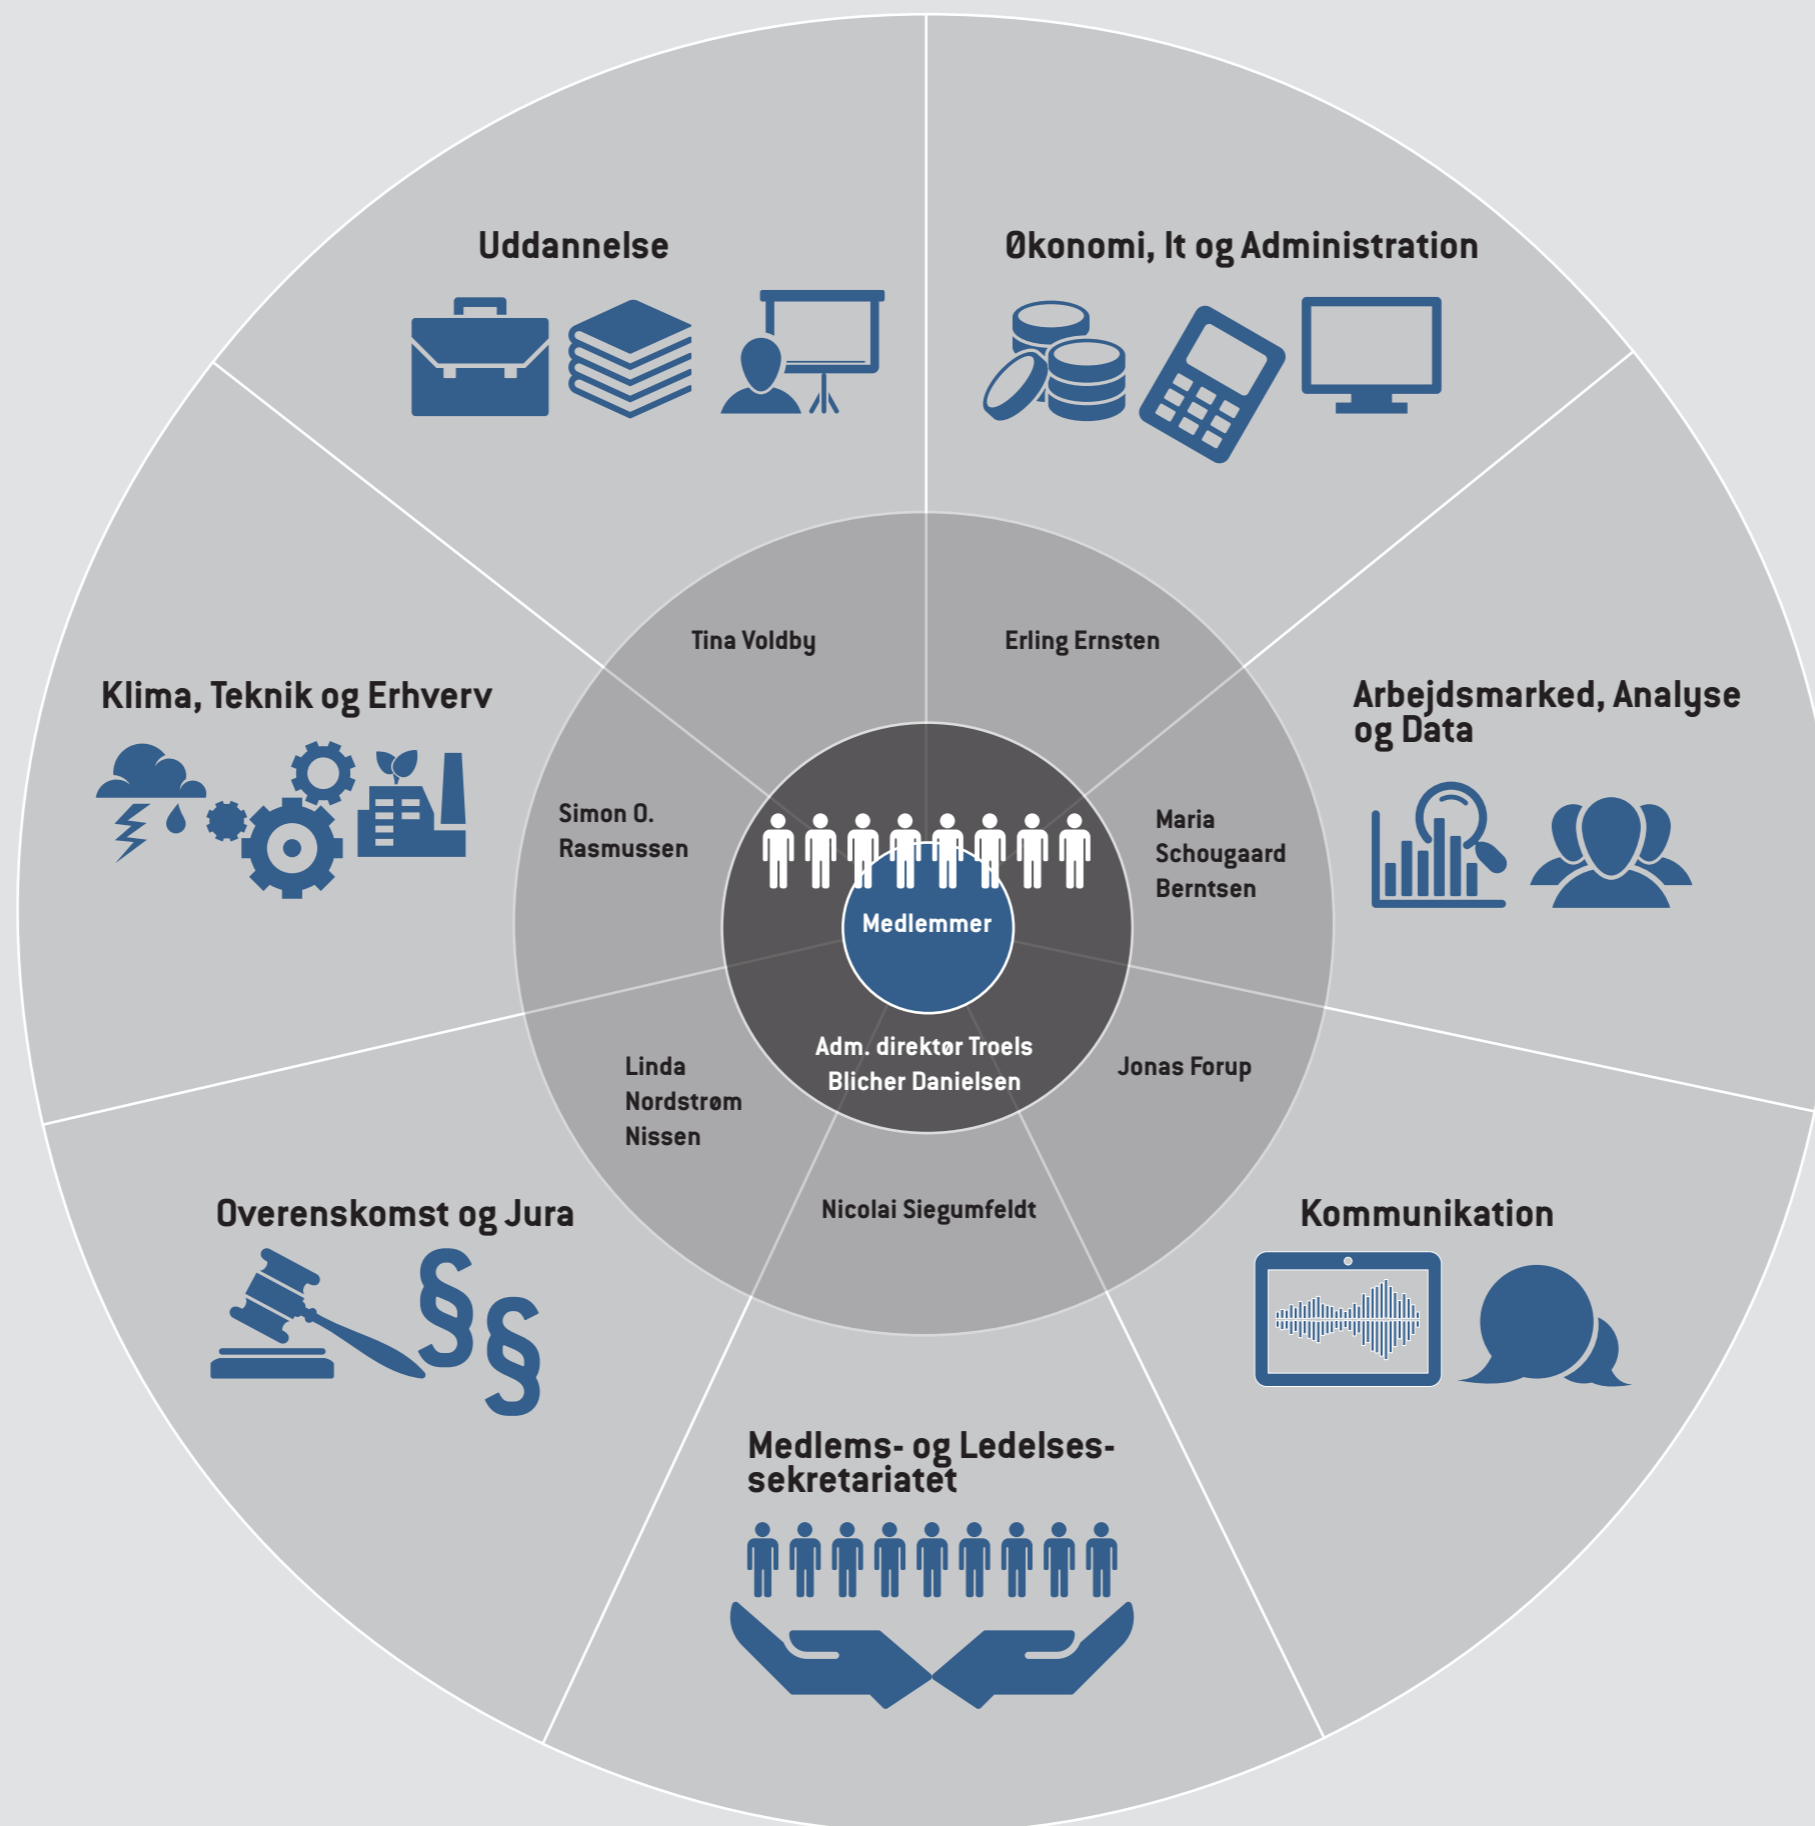 Uddannelse
Økonomi, It og Administration
Tina Voldby
Erling Ernsten
Klima, Teknik og Erhverv
Arbejdsmarked, Analyse
og Data
Simon O.
Rasmussen
Maria
Schougaard
Berntsen
Medlemmer
Adm. direktør Troels
Blicher Danielsen
Linda
Nordstrøm
Nissen
Jonas Forup
Nicolai Siegumfeldt
Overenskomst og Jura
§§
Kommunikation
Medlems- og Ledelses-
sekretariatet